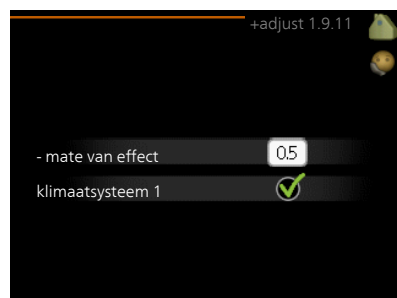 +adjust 1.9.11
- mate van effect 0.5
klimaatsysteem 1